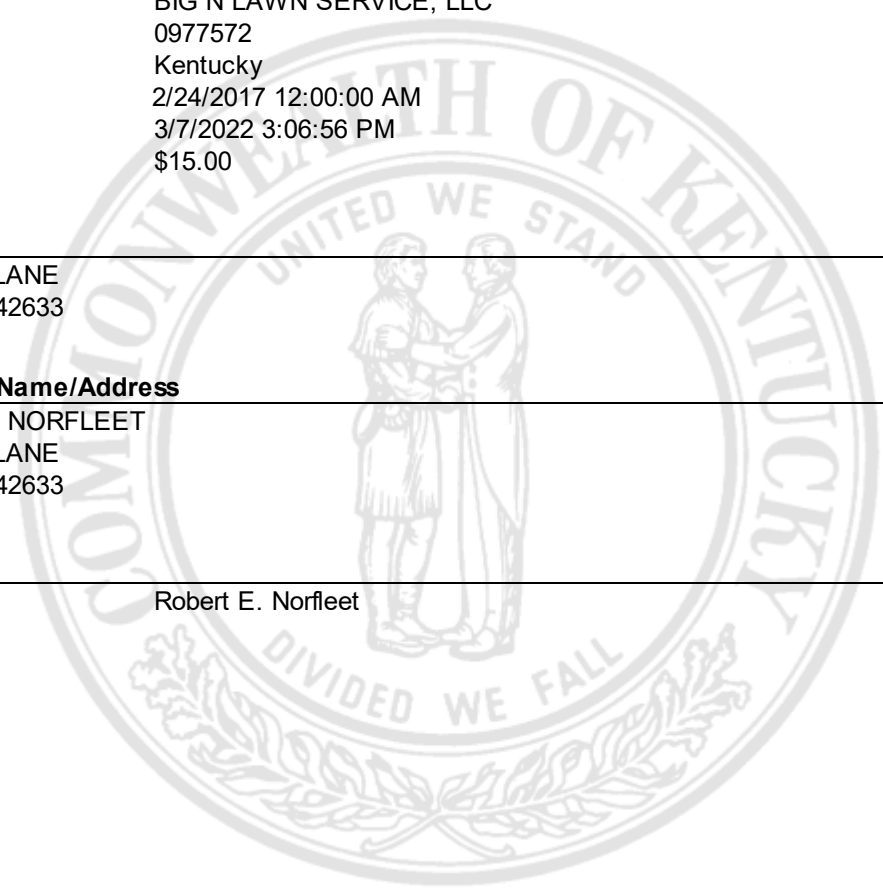 BIG N LAWN SERVICE, LLC
0977572
Kentucky
2/24/2017 12:00:00 AM
3/7/2022 3:06:56 PM
$15.00
LANE
42633
Name/Address
NORFLEET
LANE
42633
Robert E. Norfleet
COMMONWEALTH OF KENTUCKY
UNITED WE STAND
DIVIDED WE FALL